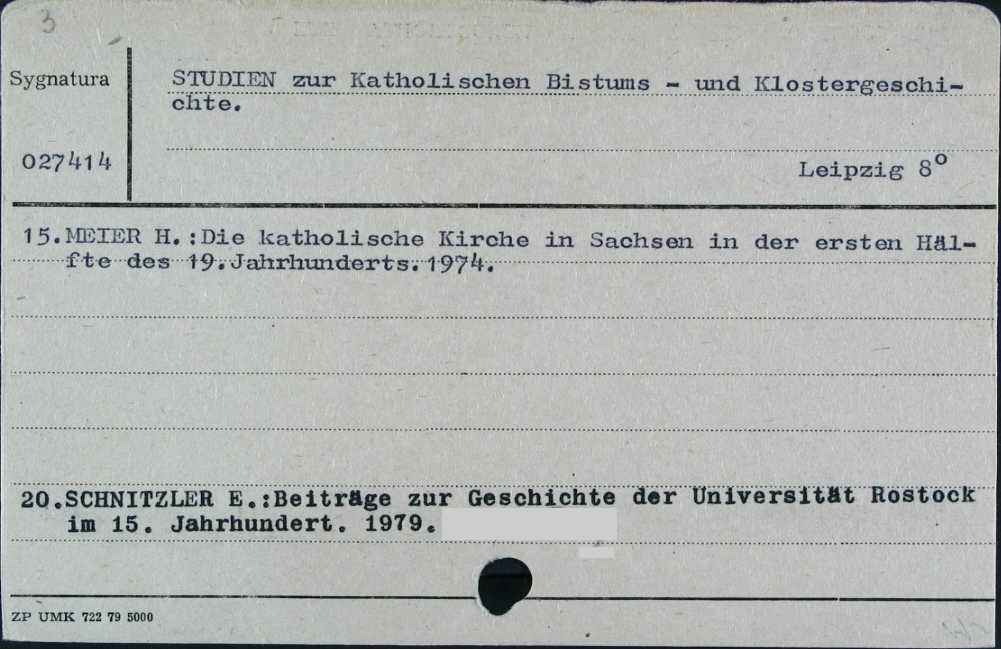 3
Sygnatura
STUDIEN zur Katholischen Bistums - und Klostergeschi-
chte.
027414
Leipzig 8°
15.MEIER H.:Die katholische Kirche in Sachsen in der ersten Häl-
fte des 19.Jahrhunderts.1974.
20.SCHNITZLER E.:Beiträge zur Geschichte der Universität Rostock
im 15. Jahrhundert. 1979.
ZP UMK 722 79 5000